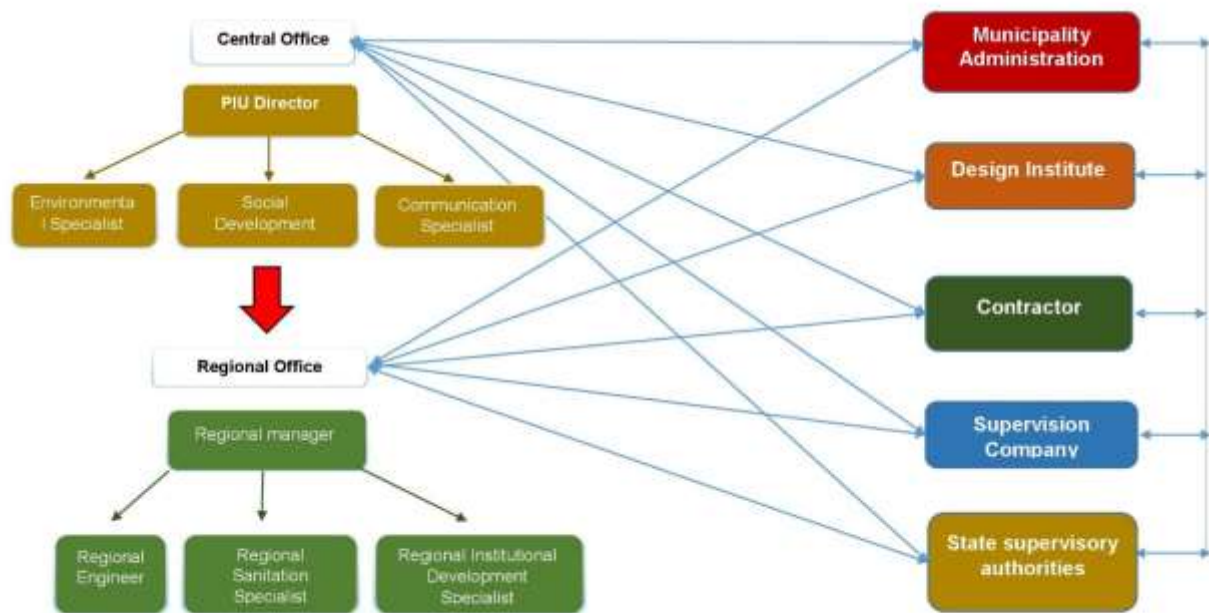 Central Office
PIU Director
Environmenta
l Specialist
Social
Development
Communication
Specialist
Regional Office
Regional manager
Regional
Engineer
Regional
Sanitation
Specialist
Regional Institutional
Development
Specialist
Municipality
Administration
Design Institute
Contractor
Supervision
Company
State supervisory
authorities